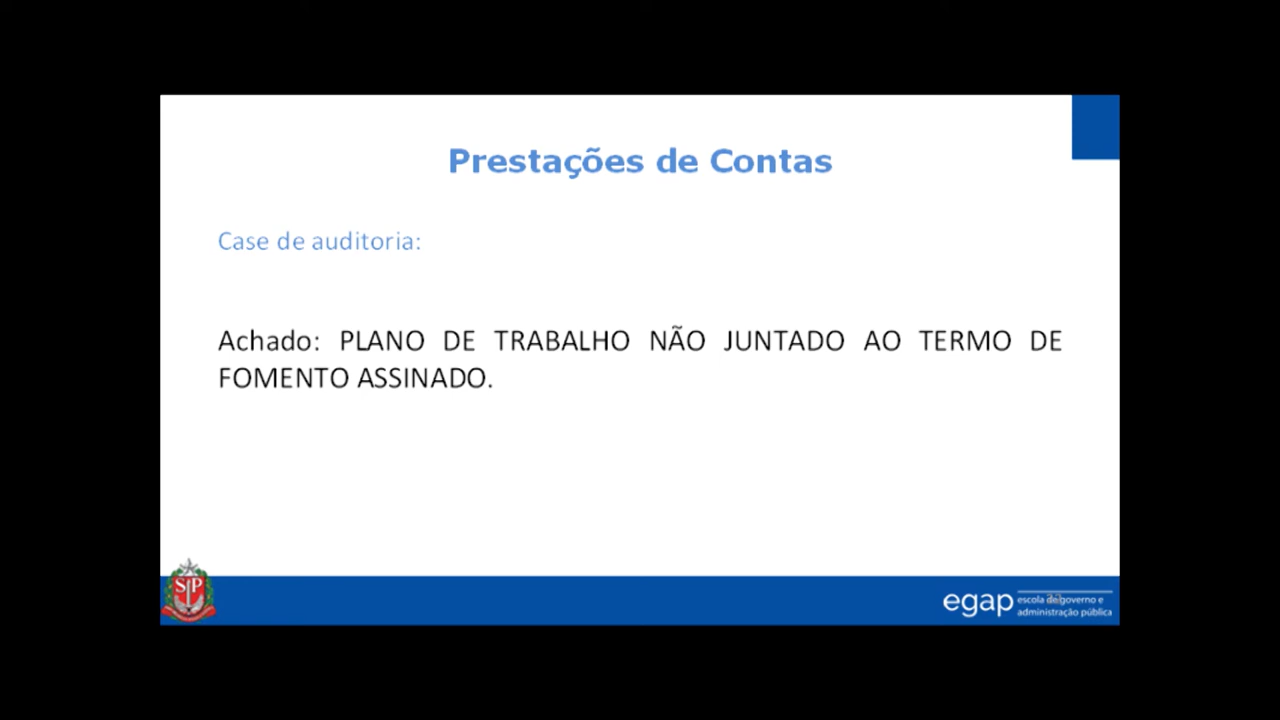 Prestações de Contas
Case de auditoria:
Achado: PLANO DE TRABALHO NÃO JUNTADO AO TERMO DE
FOMENTO ASSINADO.
SP
egap
escola de governo e
administração pública